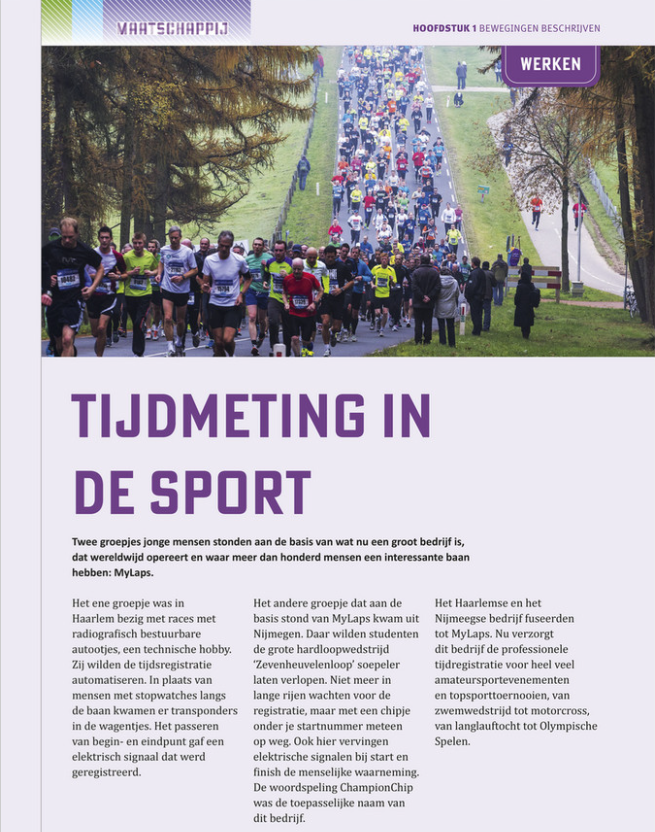 MAATSCHAPPIJ
HOOFDSTUK 1 BEWEGINGEN BESCHRIJVEN
WERKEN
TIJDMETING IN
DE SPORT
Twee groepjes jonge mensen stonden aan de basis van wat nu een groot bedrijf is,
dat wereldwijd opereert en waar meer dan honderd mensen een interessante baan
hebben: MyLaps.
Het ene groepje was in
Haarlem bezig met races met
radiografisch bestuurbare
autootjes, een technische hobby.
Zij wilden de tijdsregistratie
automatiseren. In plaats van
mensen met stopwatches langs
de baan kwamen er transponders
in de wagentjes. Het passeren
van begin- en eindpunt gaf een
elektrisch signaal dat werd
geregistreerd.
Het andere groepje dat aan de
basis stond van MyLaps kwam uit
Nijmegen. Daar wilden studenten
de grote hardloopwedstrijd
‘Zevenheuvelenloop’ soepeler
laten verlopen. Niet meer in
lange rijen wachten voor de
registratie, maar met een chipje
onder je startnummer meteen
op weg. Ook hier vervingen
elektrische signalen bij start en
finish de menselijke waarneming.
De woordspeling ChampionChip
was de toepasselijke naam van
dit bedrijf.
Het Haarlemse en het
Nijmeegse bedrijf fuseerden
tot MyLaps. Nu verzorgt
dit bedrijf de professionele
tijdregistratie voor heel veel
amateursportevenementen
en topsporttoernooien, van
zwemwedstrijd tot motorcross,
van langlauftocht tot Olympische
Spelen.